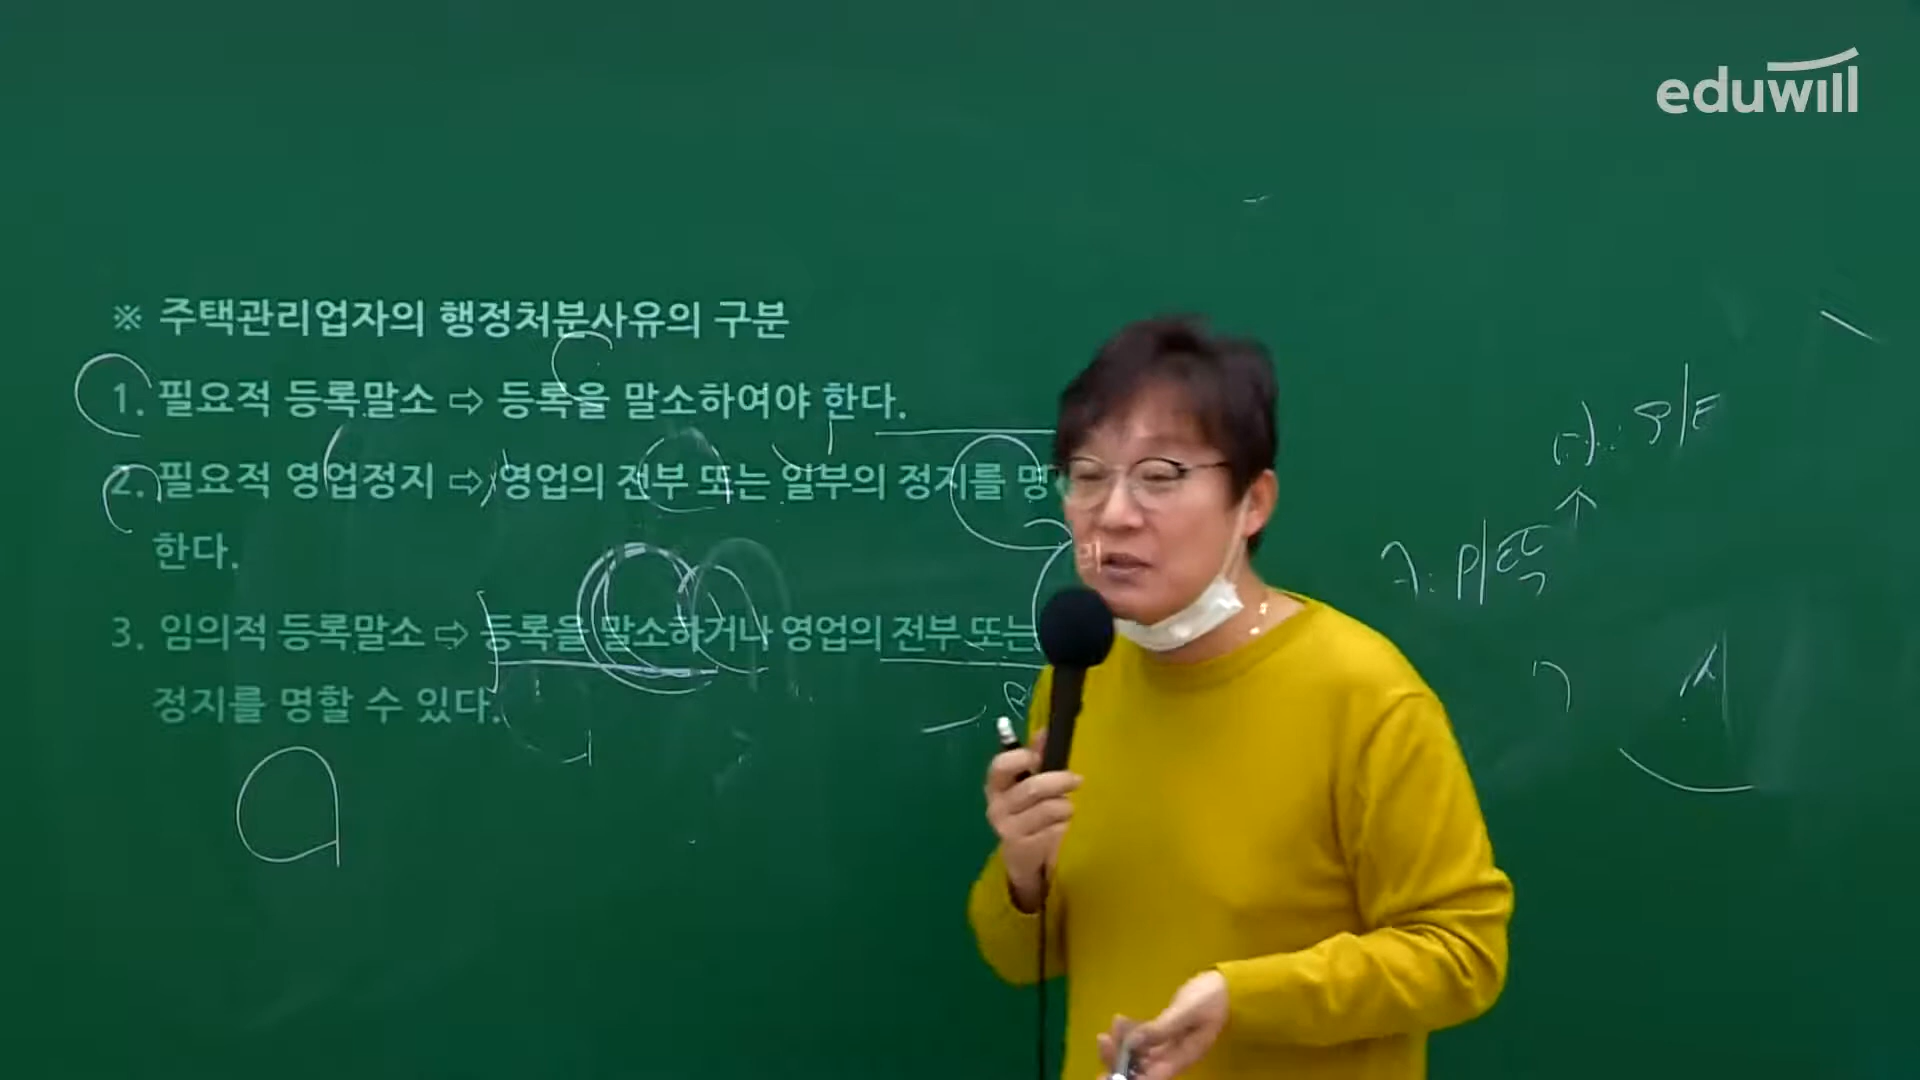 eduwill
※ 주택관리업자의 행정처분사유의 구분
1. 필요적 등록말소 ⇨ 등록을 말소하여야 한다.
2. 필요적 영업정지 ⇨ 영업의 전부 또는 일부의 정지를 명
한다.
3. 임의적 등록말소 ⇨ 등록을 말소하거나 영업의 전부 또는
정지를 명할 수 있다.